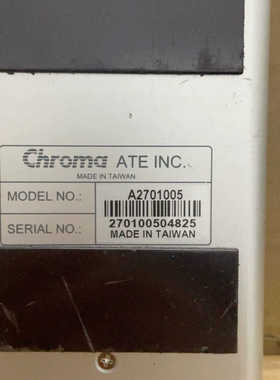 Chroma ATE INC.
MADE IN TAIWAN
MODEL NO.: A2701005
SERIAL NO.: 270100504825
MADE IN TAIWAN